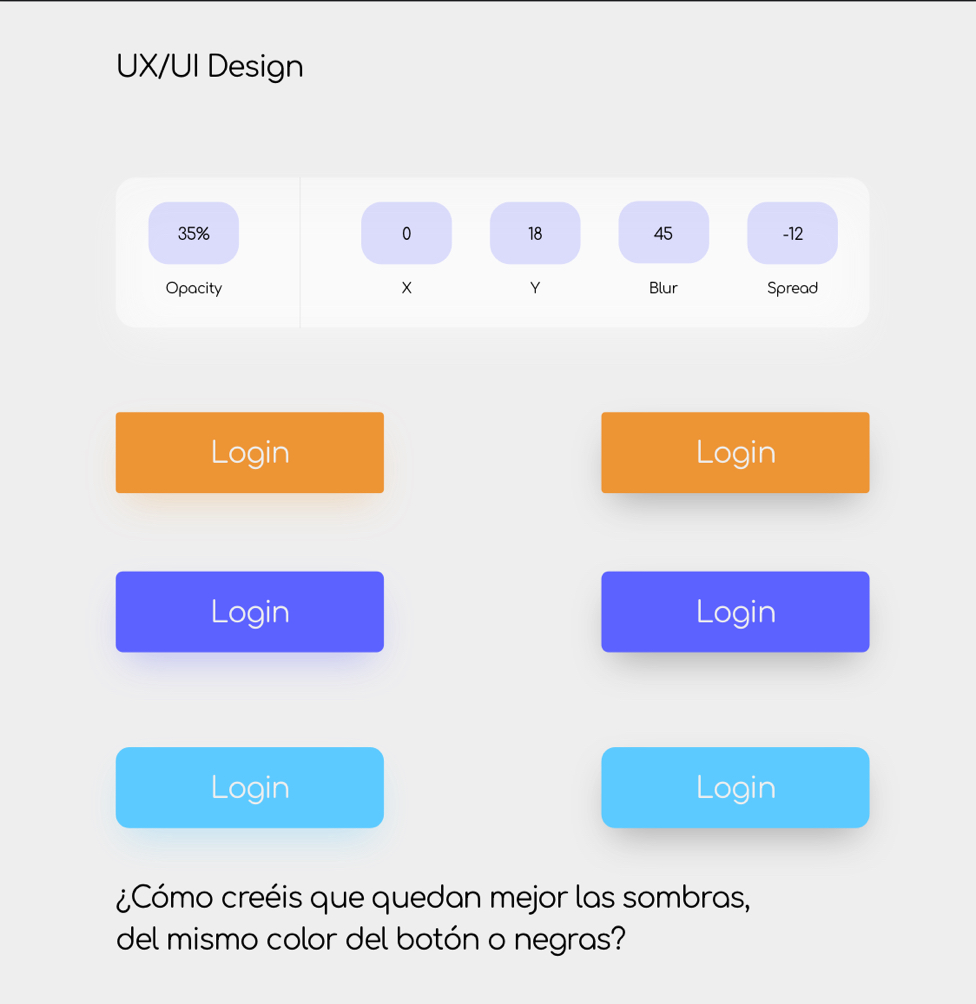 UX/UI Design
35%
0
18
45
-12
Opacity
X
Y
Blur
Spread
Login
Login
Login
Login
Login
Login
¿Cómo creéis que quedan mejor las sombras,
del mismo color del botón o negras?